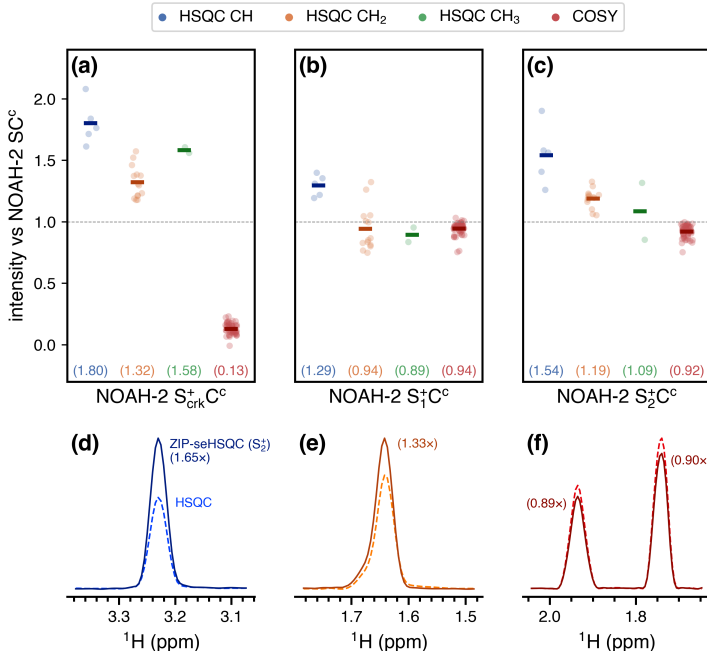 HSQC CH HSQC CH₂ HSQC CH₃ COSY
(a) (b) (c)
intensity vs NOAH-2 SCᶜ
2.0
1.5
1.0
0.5
0.0
(1.80) (1.32) (1.58) (0.13)
(1.29) (0.94) (0.89) (0.94)
(1.54) (1.19) (1.09) (0.92)
NOAH-2 S⁺crkCᶜ
NOAH-2 S⁺₁Cᶜ
NOAH-2 S⁺₂Cᶜ
(d) (e) (f)
ZIP-seHSQC (S⁺₂)
(1.65×)
HSQC
(1.33×)
(0.90×)
(0.89×)
3.3 3.2 3.1
1.7 1.6 1.5
2.0 1.8
¹H (ppm) ¹H (ppm) ¹H (ppm)